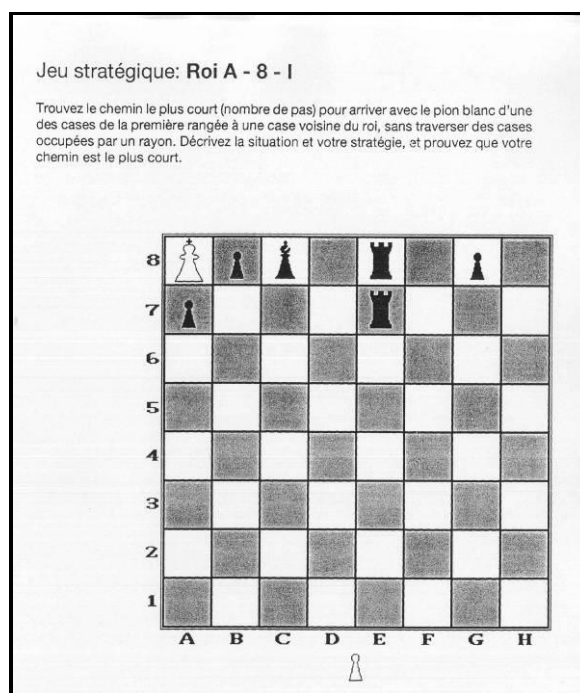 Jeu stratégique: Roi A - 8 - I
Trouvez le chemin le plus court (nombre de pas) pour arriver avec le pion blanc d'une
des cases de la première rangée à une case voisine du roi, sans traverser des cases
occupées par un rayon. Décrivez la situation et votre stratégie, et prouvez que votre
chemin est le plus court.
8
7
6
5
4
3
2
1
A B C D E F G H